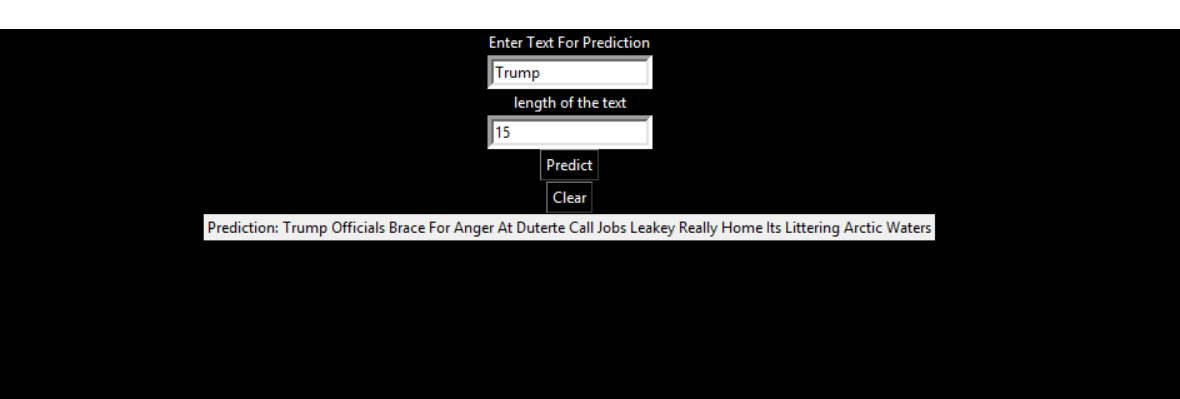 Enter Text For Prediction
Trump
length of the text
15
Predict
Clear
Prediction: Trump Officials Brace For Anger At Duterte Call Jobs Leakey Really Home Its Littering Arctic Waters